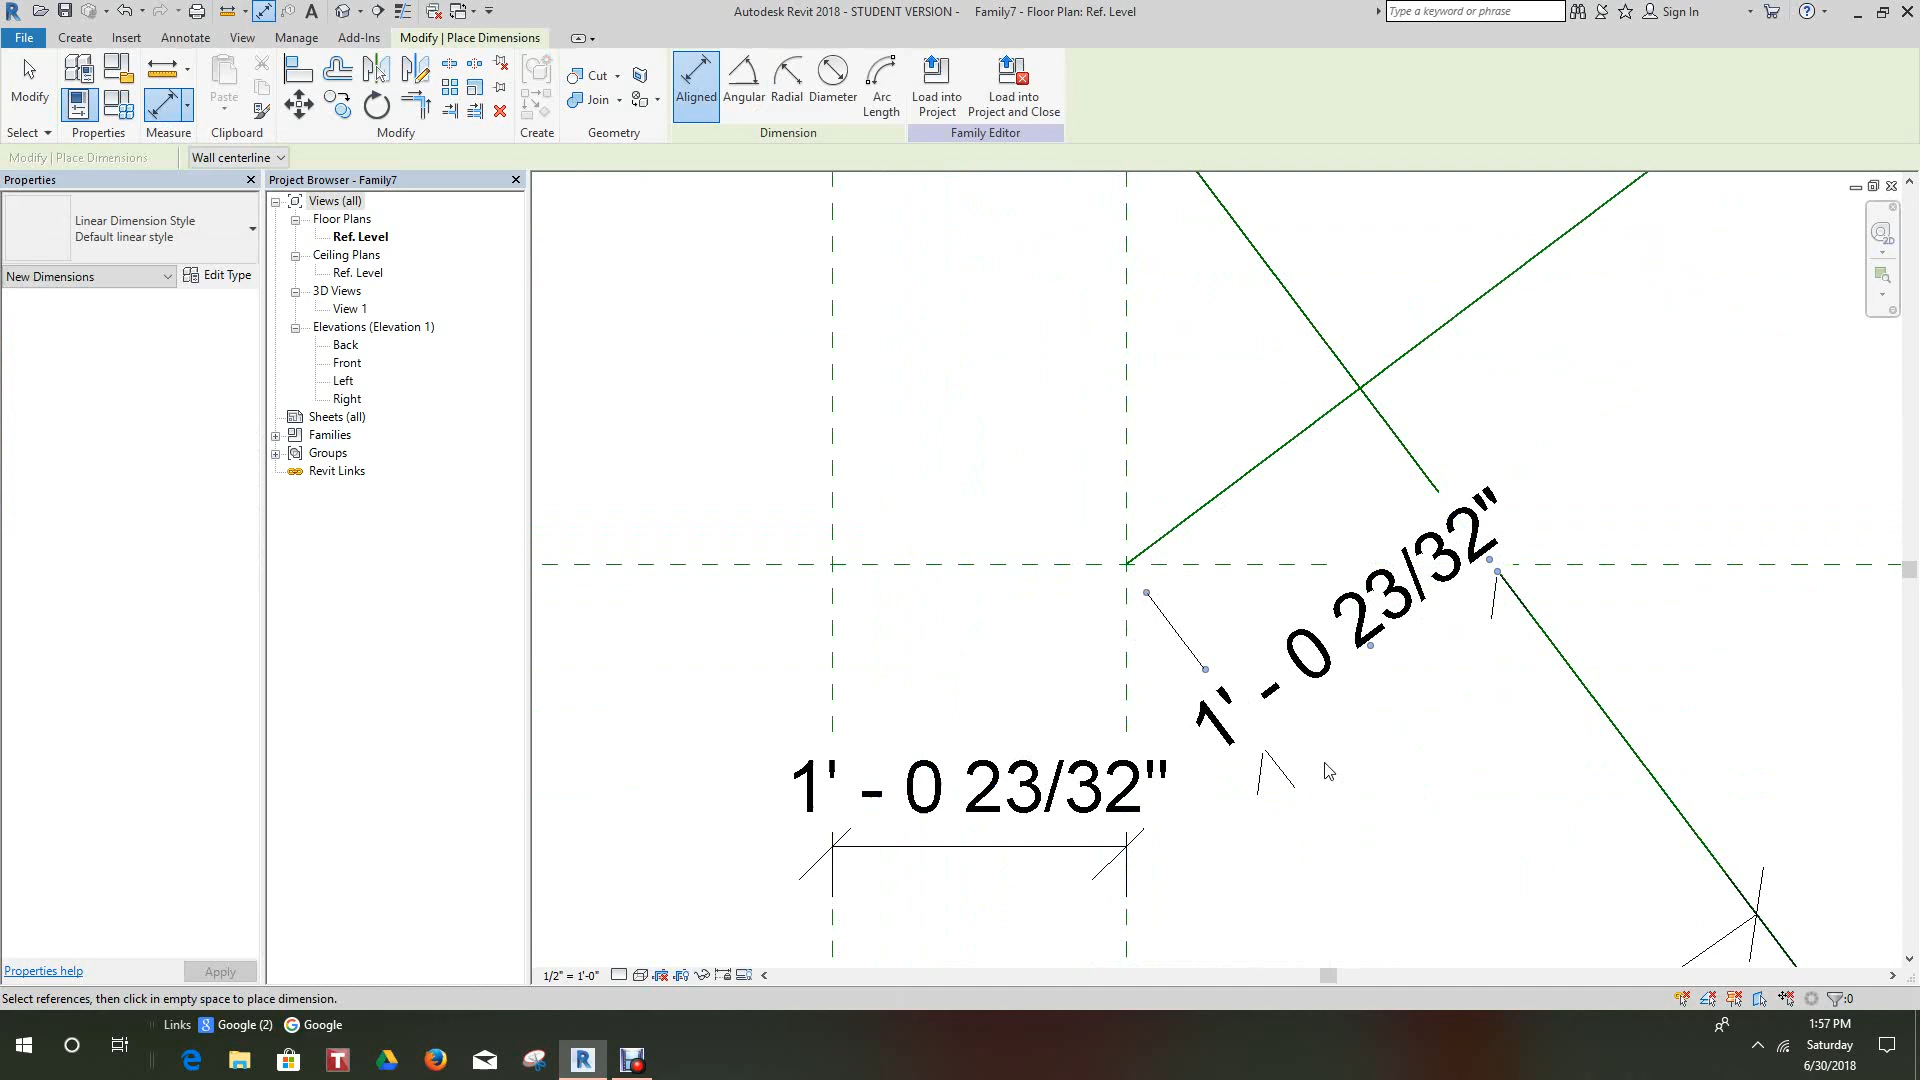 Autodesk Revit 2018 - STUDENT VERSION - Family7 - Floor Plan: Ref. Level
Type a keyword or phrase
Sign In
File Create Insert Annotate View Manage Add-Ins Modify | Place Dimensions
Modify
Paste
Cut
Join
Aligned Angular Radial Diameter Arc Length
Load into Project
Load into Project and Close
Select Properties Measure Clipboard Modify Create Geometry Dimension Family Editor
Modify | Place Dimensions Wall centerline
Properties
Linear Dimension Style
Default linear style
New Dimensions
Edit Type
Properties help
Apply
Project Browser - Family7
Views (all)
Floor Plans
Ref. Level
Ceiling Plans
Ref. Level
3D Views
View 1
Elevations (Elevation 1)
Back
Front
Left
Right
Sheets (all)
Families
Groups
Revit Links
2D
1' - 0 23/32"
1' - 0 23/32"
1/2" = 1'-0"
Select references, then click in empty space to place dimension.
:0
Links Google (2) Google
1:57 PM
Saturday
6/30/2018